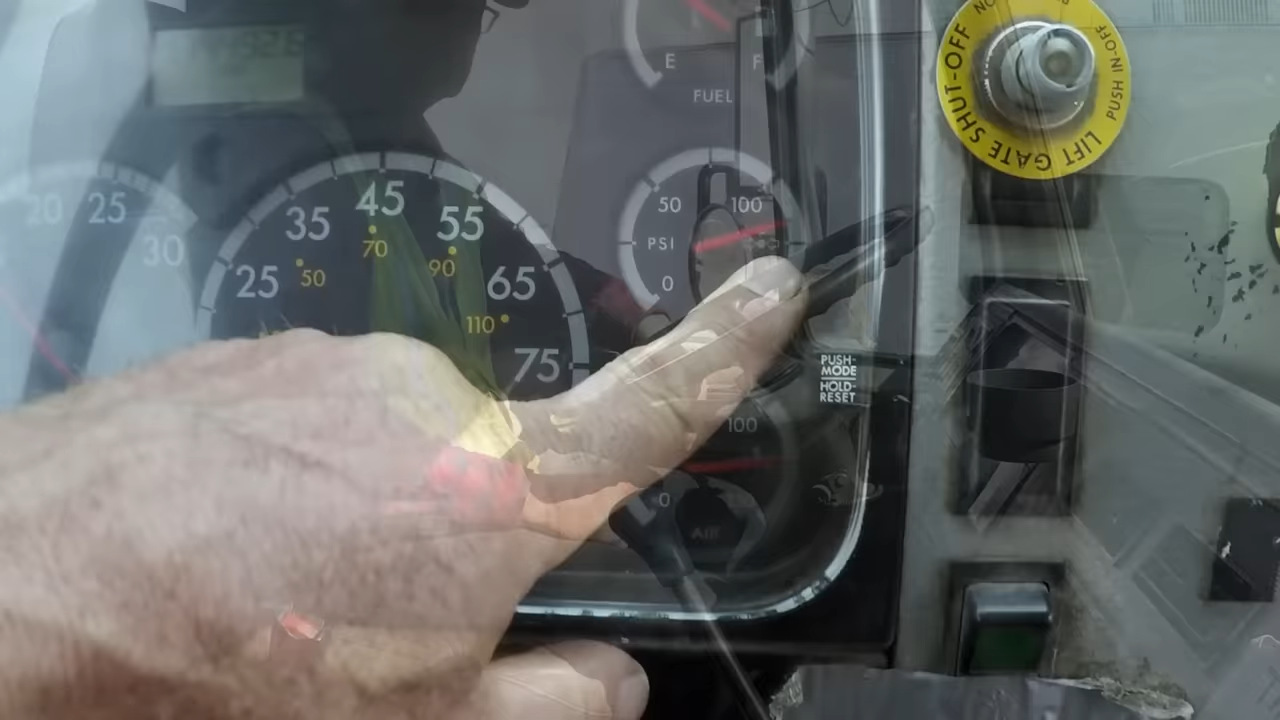 E F
FUEL
LIFT GATE SHUT-OFF
PUSH IN-OFF
20 25 30
25 35 45 55 65 75
50 70 90 110
50 100
PSI
0
PUSH-
MODE
HOLD-
RESET
100
0
AIR